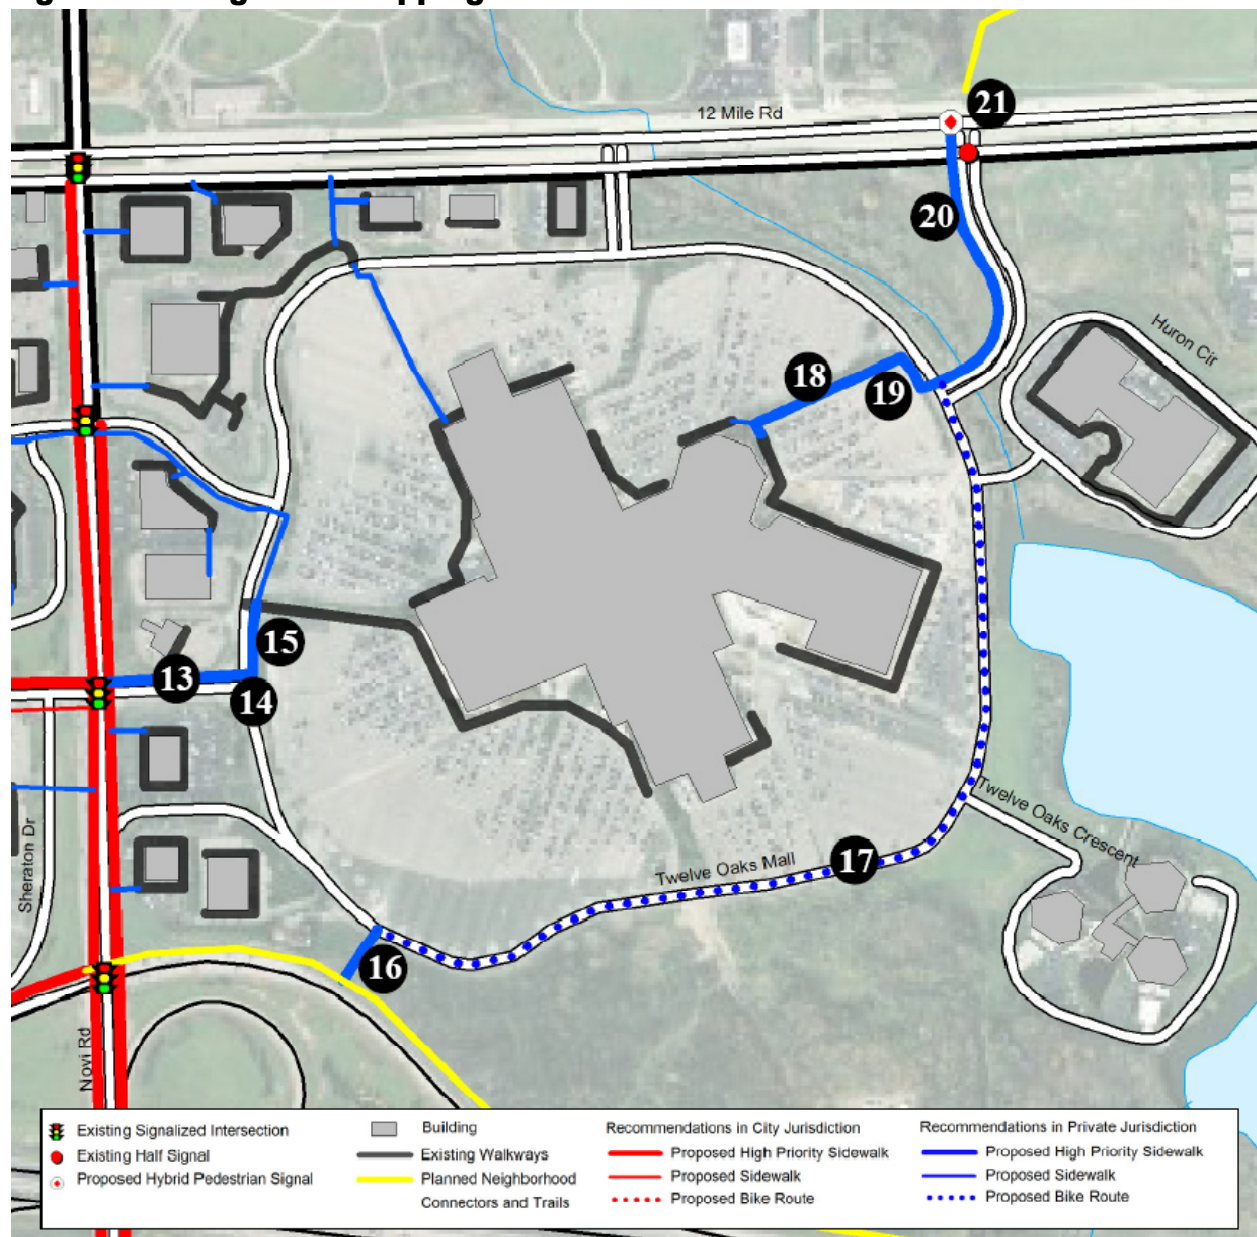 12 Mile Rd
21
20
Huron Cir
18
19
15
13
14
Twelve Oaks Crescent
Sheraton Dr
Twelve Oaks Mall
17
16
Novi Rd
Existing Signalized Intersection
Existing Half Signal
Proposed Hybrid Pedestrian Signal
Building
Existing Walkways
Planned Neighborhood
Connectors and Trails
Recommendations in City Jurisdiction
Proposed High Priority Sidewalk
Proposed Sidewalk
Proposed Bike Route
Recommendations in Private Jurisdiction
Proposed High Priority Sidewalk
Proposed Sidewalk
Proposed Bike Route